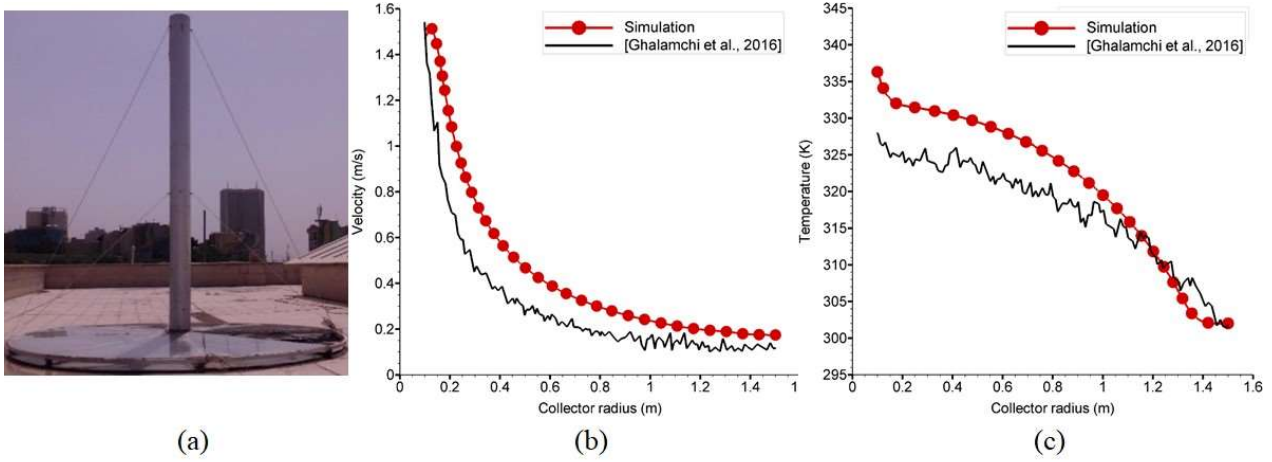 1.6
1.4
1.2
1
0.8
0.6
0.4
0.2
0
Velocity (m/s)
Simulation
[Ghalamchi et al., 2016]
0 0.2 0.4 0.6 0.8 1 1.2 1.4 1
Collector radius (m)
345
340
335
330
325
320
315
310
305
300
295
Temperature (K)
Simulation
[Ghalamchi et al., 2016]
0 0.2 0.4 0.6 0.8 1 1.2 1.4 1.6
Collector radius (m)
(a) (b) (c)